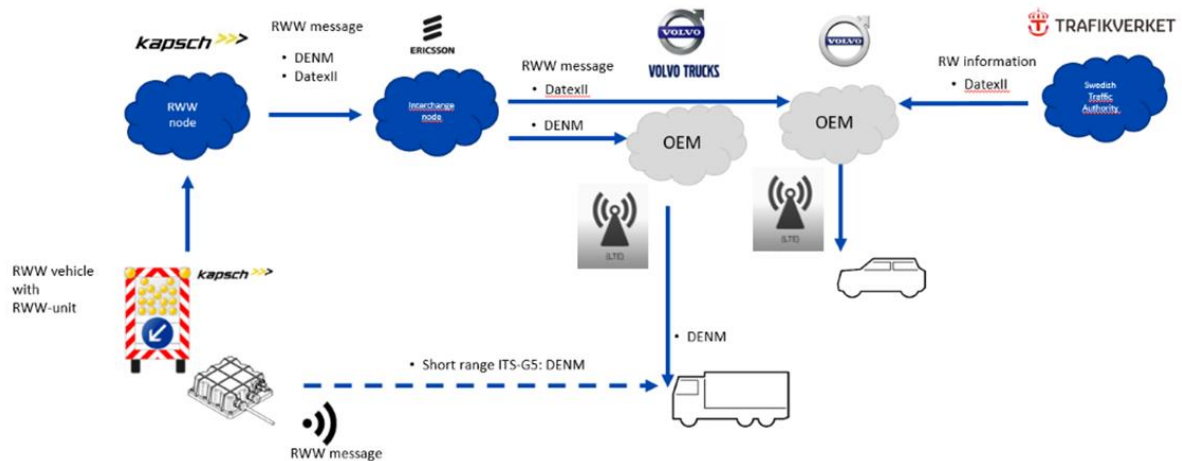 kapsch >>>
RWW message
• DENM
• DatexII
ERICSSON
VOLVO
VOLVO TRUCKS
VOLVO
TRAFIKVERKET
RWW
node
Interchange
node
RWW message
• DatexII
• DENM
OEM
OEM
RW information
• DatexII
Swedish
Traffic
Authority
(LTE)
(LTE)
RWW vehicle
with
RWW-unit
kapsch >>>
• DENM
• Short range ITS-G5: DENM
RWW message